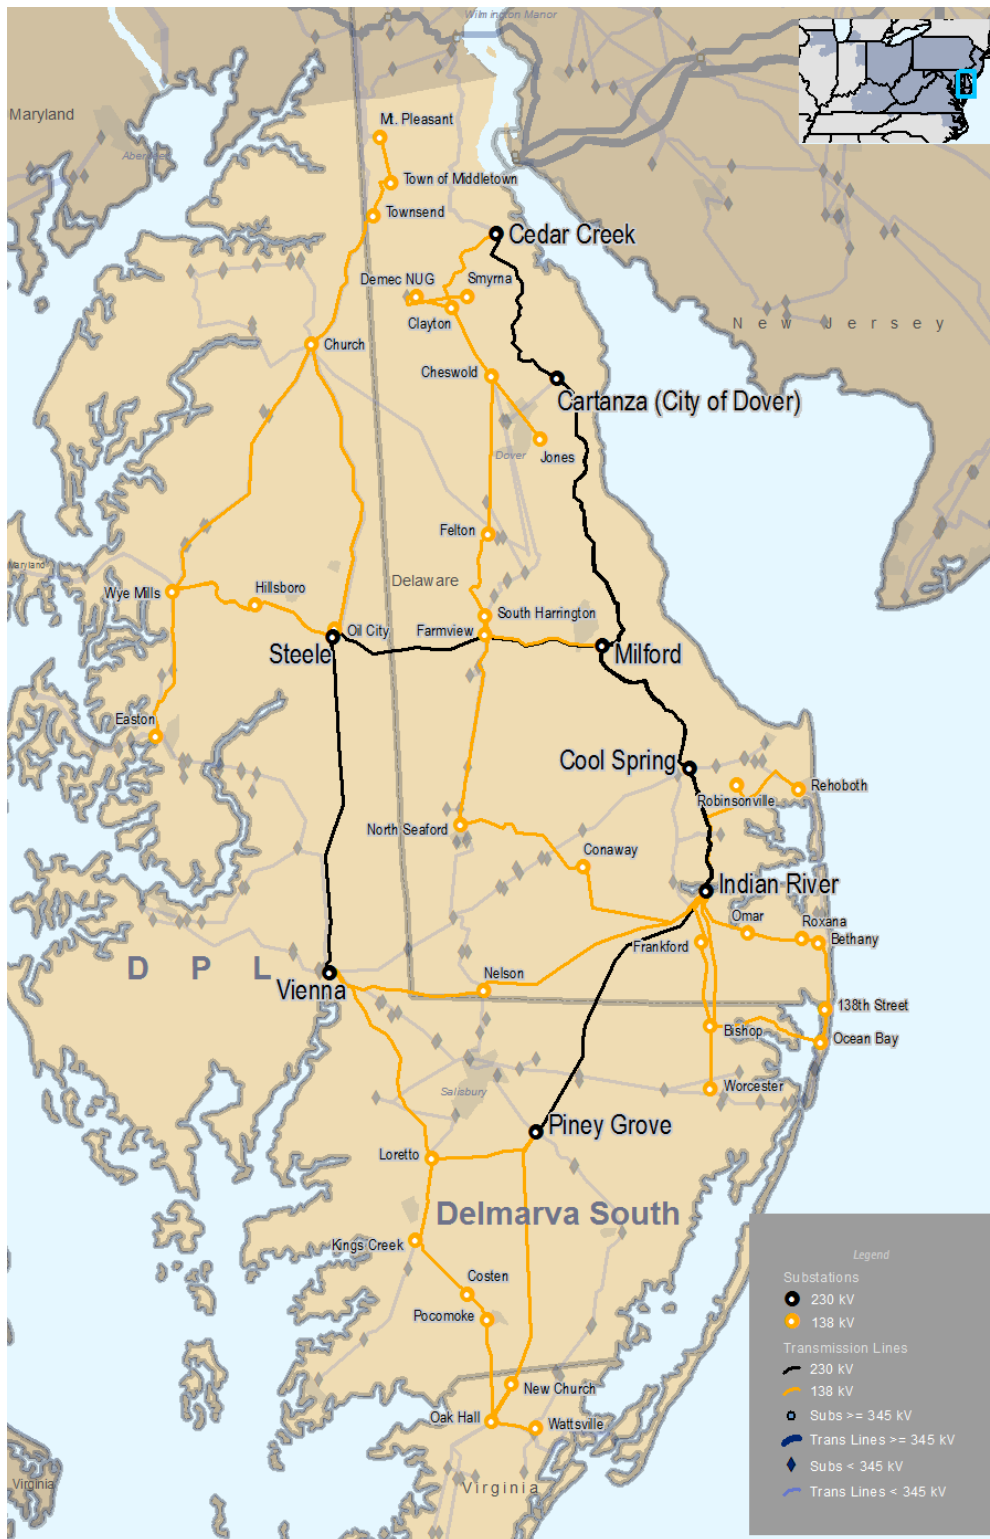 Wilmington Manor
Maryland
Mt. Pleasant
Town of Middletown
Townsend
Cedar Creek
Demec NUG
Smyrna
Clayton
New Jersey
Church
Cheswold
Cartanza (City of Dover)
Dover
Jones
Felton
Maryland
Delaware
Wye Mills
Hillsboro
South Harrington
Oil City
Farmview
Steele
Milford
Easton
Cool Spring
Rehoboth
Robinsonville
North Seaford
Conaway
Indian River
Omar
Roxana
Frankford
Bethany
D P L
Nelson
Vienna
138th Street
Bishop
Ocean Bay
Salisbury
Worcester
Piney Grove
Loretto
Delmarva South
Kings Creek
Costen
Pocomoke
New Church
Oak Hall
Wattsville
Virginia
Virginia
Legend
Substations
230 kV
138 kV
Transmission Lines
230 kV
138 kV
Subs >= 345 kV
Trans Lines >= 345 kV
Subs < 345 kV
Trans Lines < 345 kV